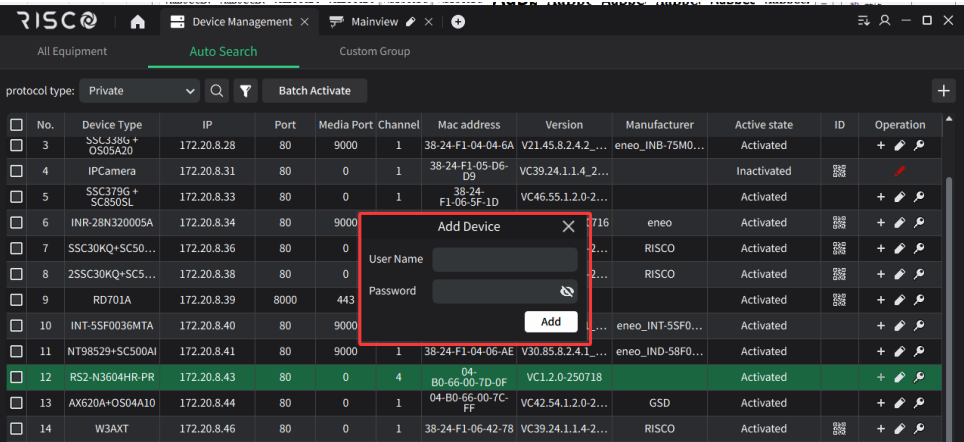 RISCO Device Management Mainview
All Equipment Auto Search Custom Group
protocol type: Private Batch Activate
No. Device Type IP Port Media Port Channel Mac address Version Manufacturer Active state ID Operation
3 SSC338G + OS05A20 172.20.8.28 80 9000 1 38-24-F1-04-04-6A V21.45.8.2.4.2_... eneo_INB-75M0... Activated
4 IPCamera 172.20.8.31 80 0 1 38-24-F1-05-D6-D9 VC39.24.1.1.4_2... Inactivated
5 SSC379G + SC850SL 172.20.8.33 80 0 1 38-24-F1-06-5F-1D VC46.55.1.2.0-2... Activated
6 INR-28N320005A 172.20.8.34 80 9000 0716 eneo Activated
7 SSC30KQ+SC50... 172.20.8.36 80 0 2... RISCO Activated
8 2SSC30KQ+SC5... 172.20.8.38 80 0 2... RISCO Activated
9 RD701A 172.20.8.39 8000 443 Activated
10 INT-5SF0036MTA 172.20.8.40 80 9000 _... eneo_INT-5SF0... Activated
11 NT98529+SC500AI 172.20.8.41 80 9000 1 38-24-F1-04-06-AE V30.85.8.2.4.1_... eneo_IND-58F0... Activated
12 RS2-N3604HR-PR 172.20.8.43 80 0 4 04-B0-66-00-7D-0F VC1.2.0-250718 Activated
13 AX620A+OS04A10 172.20.8.44 80 0 1 04-B0-66-00-7C-FF VC42.54.1.2.0-2... GSD Activated
14 W3AXT 172.20.8.46 80 0 1 38-24-F1-06-42-78 VC39.24.1.1.4-2... RISCO Activated
Add Device
User Name
Password
Add